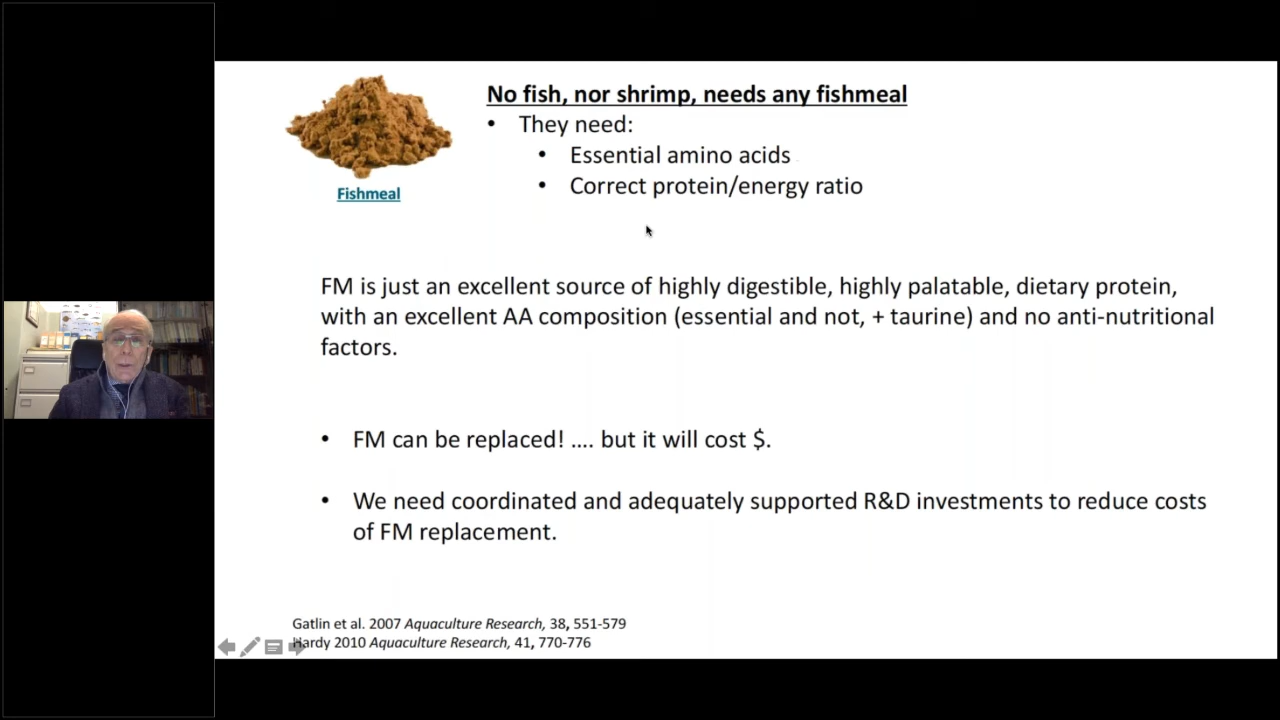 No fish, nor shrimp, needs any fishmeal
• They need:
• Essential amino acids
• Correct protein/energy ratio
Fishmeal
FM is just an excellent source of highly digestible, highly palatable, dietary protein,
with an excellent AA composition (essential and not, + taurine) and no anti-nutritional
factors.
• FM can be replaced! .... but it will cost $.
• We need coordinated and adequately supported R&D investments to reduce costs
of FM replacement.
Gatlin et al. 2007 Aquaculture Research, 38, 551-579
Hardy 2010 Aquaculture Research, 41, 770-776